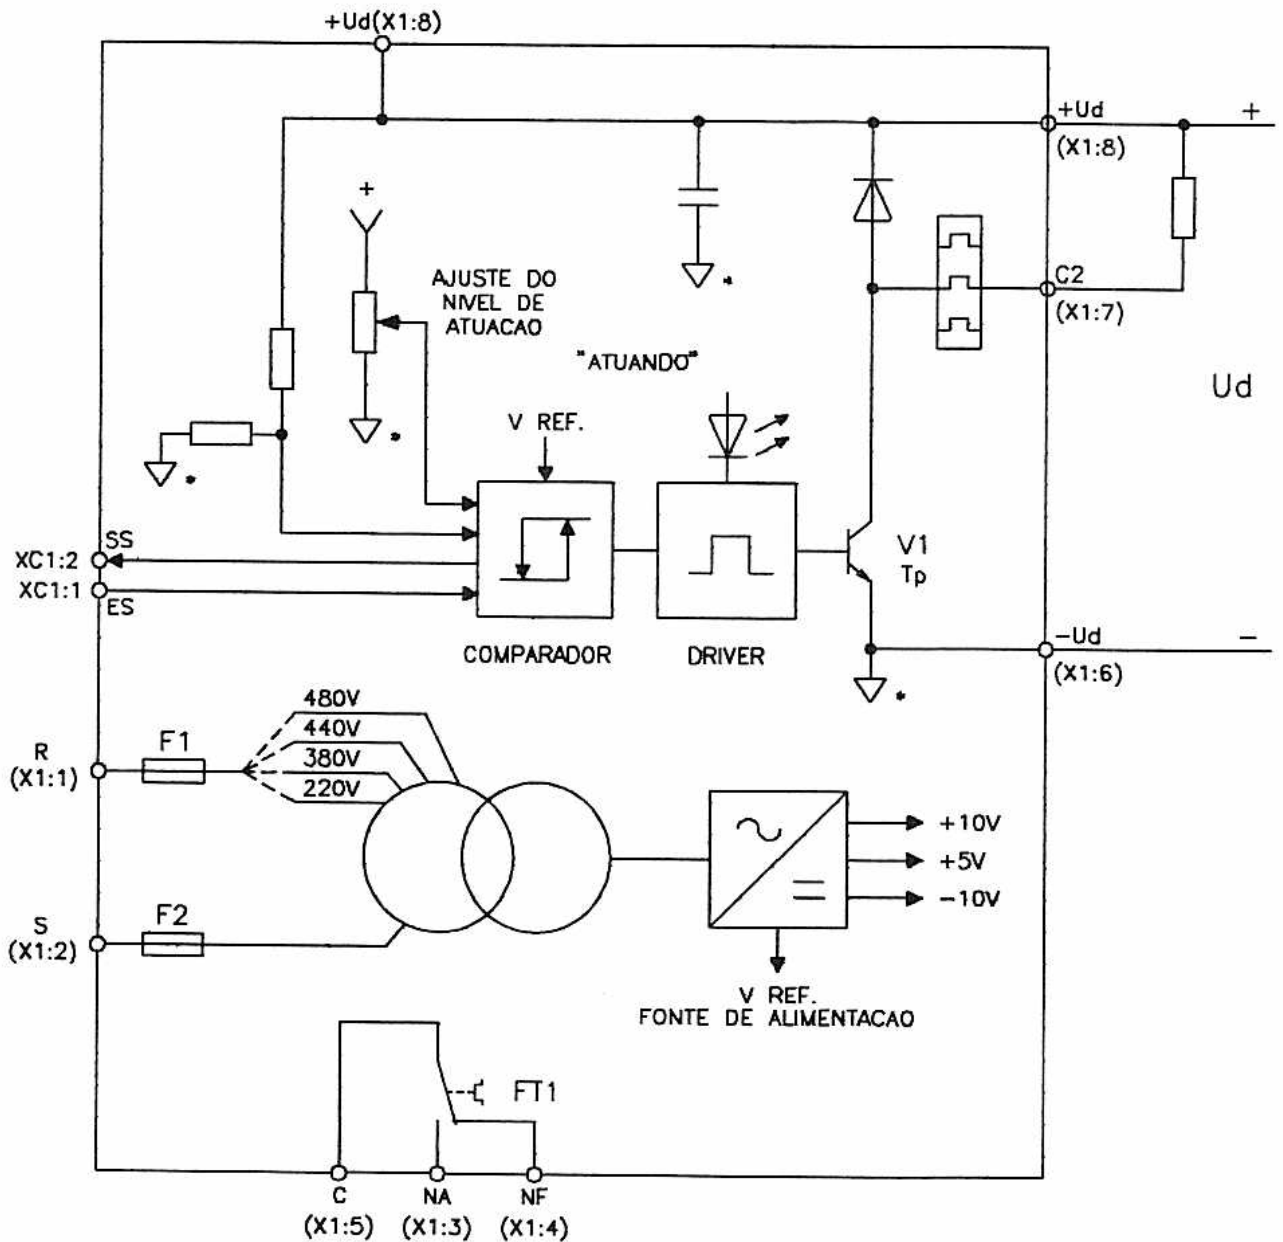 +Ud(X1:8)
+Ud
(X1:8)
+
+
AJUSTE DO
NIVEL DE
ATUACAO
*
C2
(X1:7)
"ATUANDO"
Ud
V REF.
*
*
SS
XC1:2
XC1:1
ES
V1
Tp
COMPARADOR
DRIVER
-Ud
(X1:6)
-
*
480V
440V
380V
220V
R
(X1:1)
F1
+10V
+5V
-10V
S
(X1:2)
F2
V REF.
FONTE DE ALIMENTACAO
FT1
C
(X1:5)
NA
(X1:3)
NF
(X1:4)